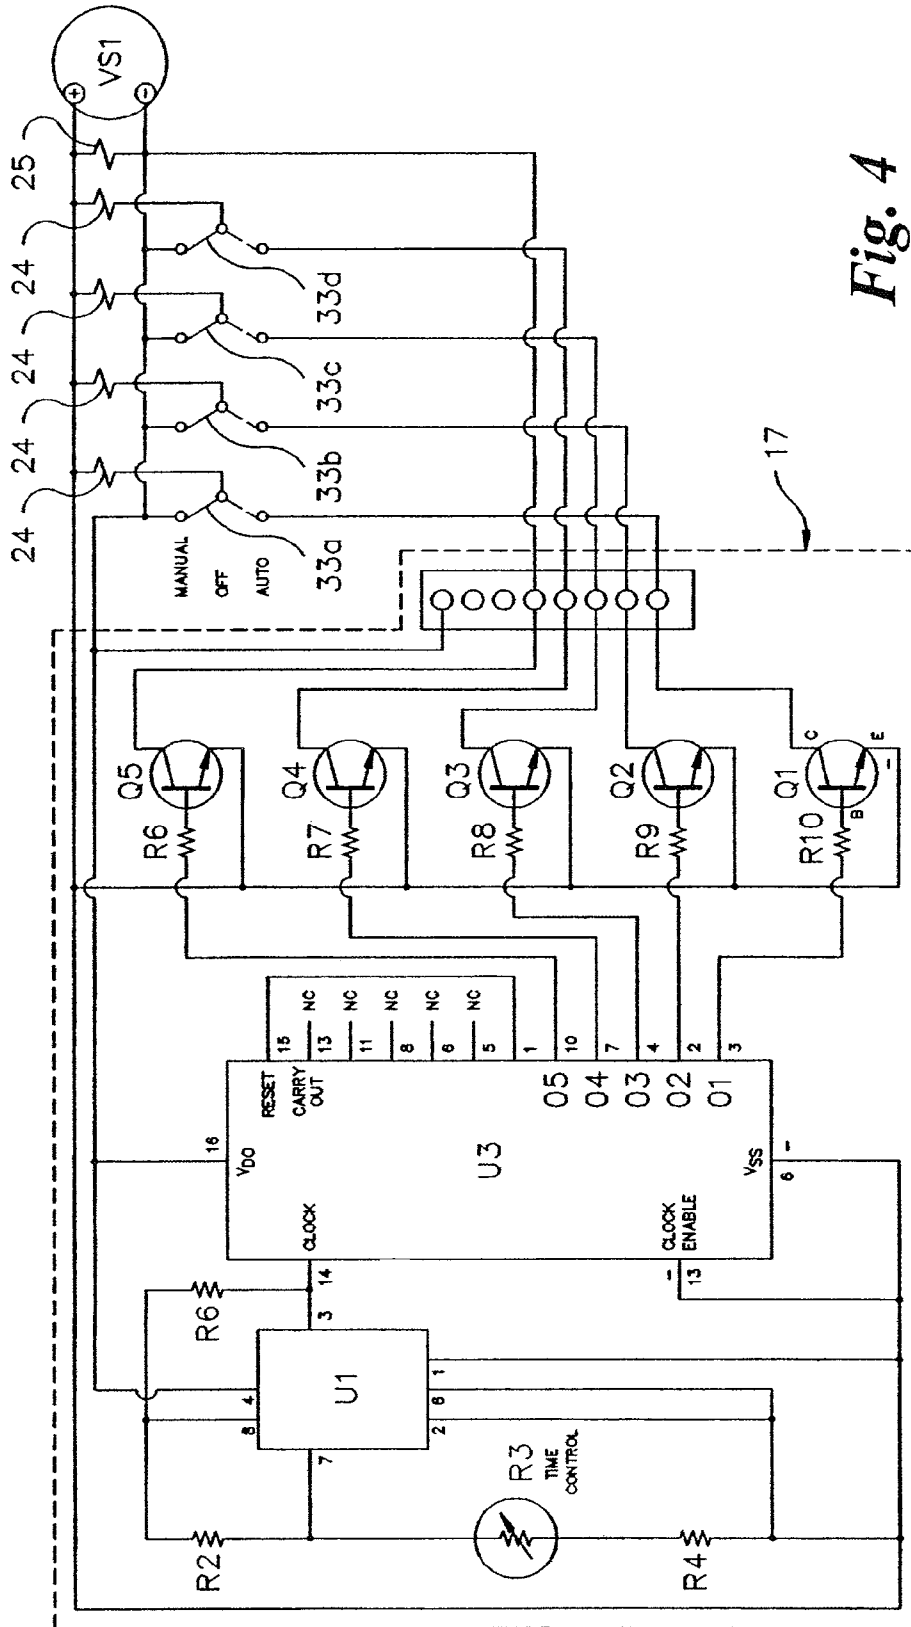 VS1
+
-
25
24
24
24
24
33d
33c
33b
33a
MANUAL
OFF
AUTO
17
Q5
Q4
Q3
Q2
Q1
C
B
E
-
R6
R7
R8
R9
R10
RESET
15
CARRY OUT
13
NC
11
NC
8
NC
6
NC
5
NC
1
O5
10
O4
7
O3
4
O2
2
O1
3
16
VDD
U3
VSS
6
-
CLOCK
14
CLOCK ENABLE
13
-
R6
3
U1
4
8
7
1
6
2
R2
R3
TIME CONTROL
R4
Fig. 4